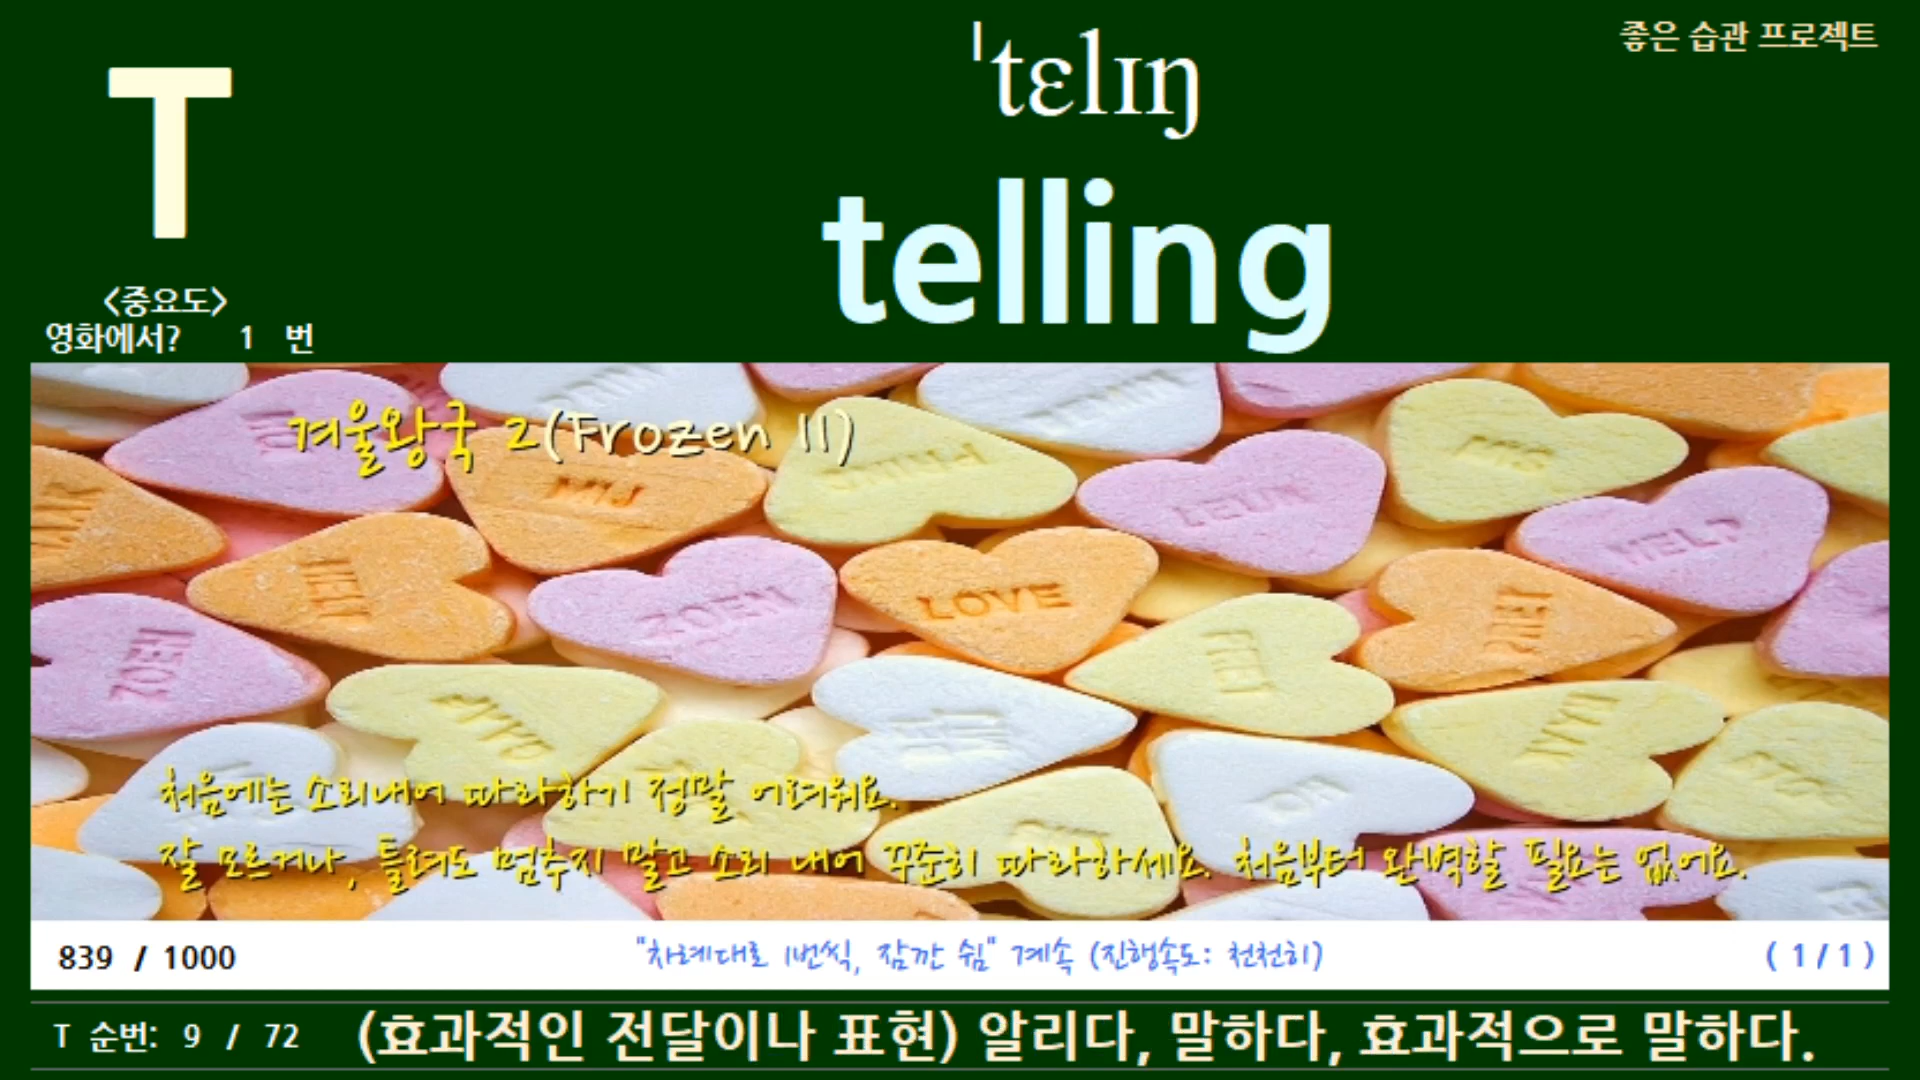 좋은 습관 프로젝트
T
ˈtɛlɪŋ
telling
<중요도>
영화에서? 1 번
겨울왕국 2(Frozen II)
MIJ
LIEF?
ZOEN
LOVE
처음에는 소리내어 따라하기 정말 어려워요.
잘 모르거나, 틀려도 멈추지 말고 소리 내어 꾸준히 따라하세요. 처음부터 완벽할 필요는 없어요.
839 / 1000
"차례대로 1번씩, 잠깐 쉼" 계속 (진행속도: 천천히)
( 1 / 1 )
T 순번: 9 / 72
(효과적인 전달이나 표현) 알리다, 말하다, 효과적으로 말하다.